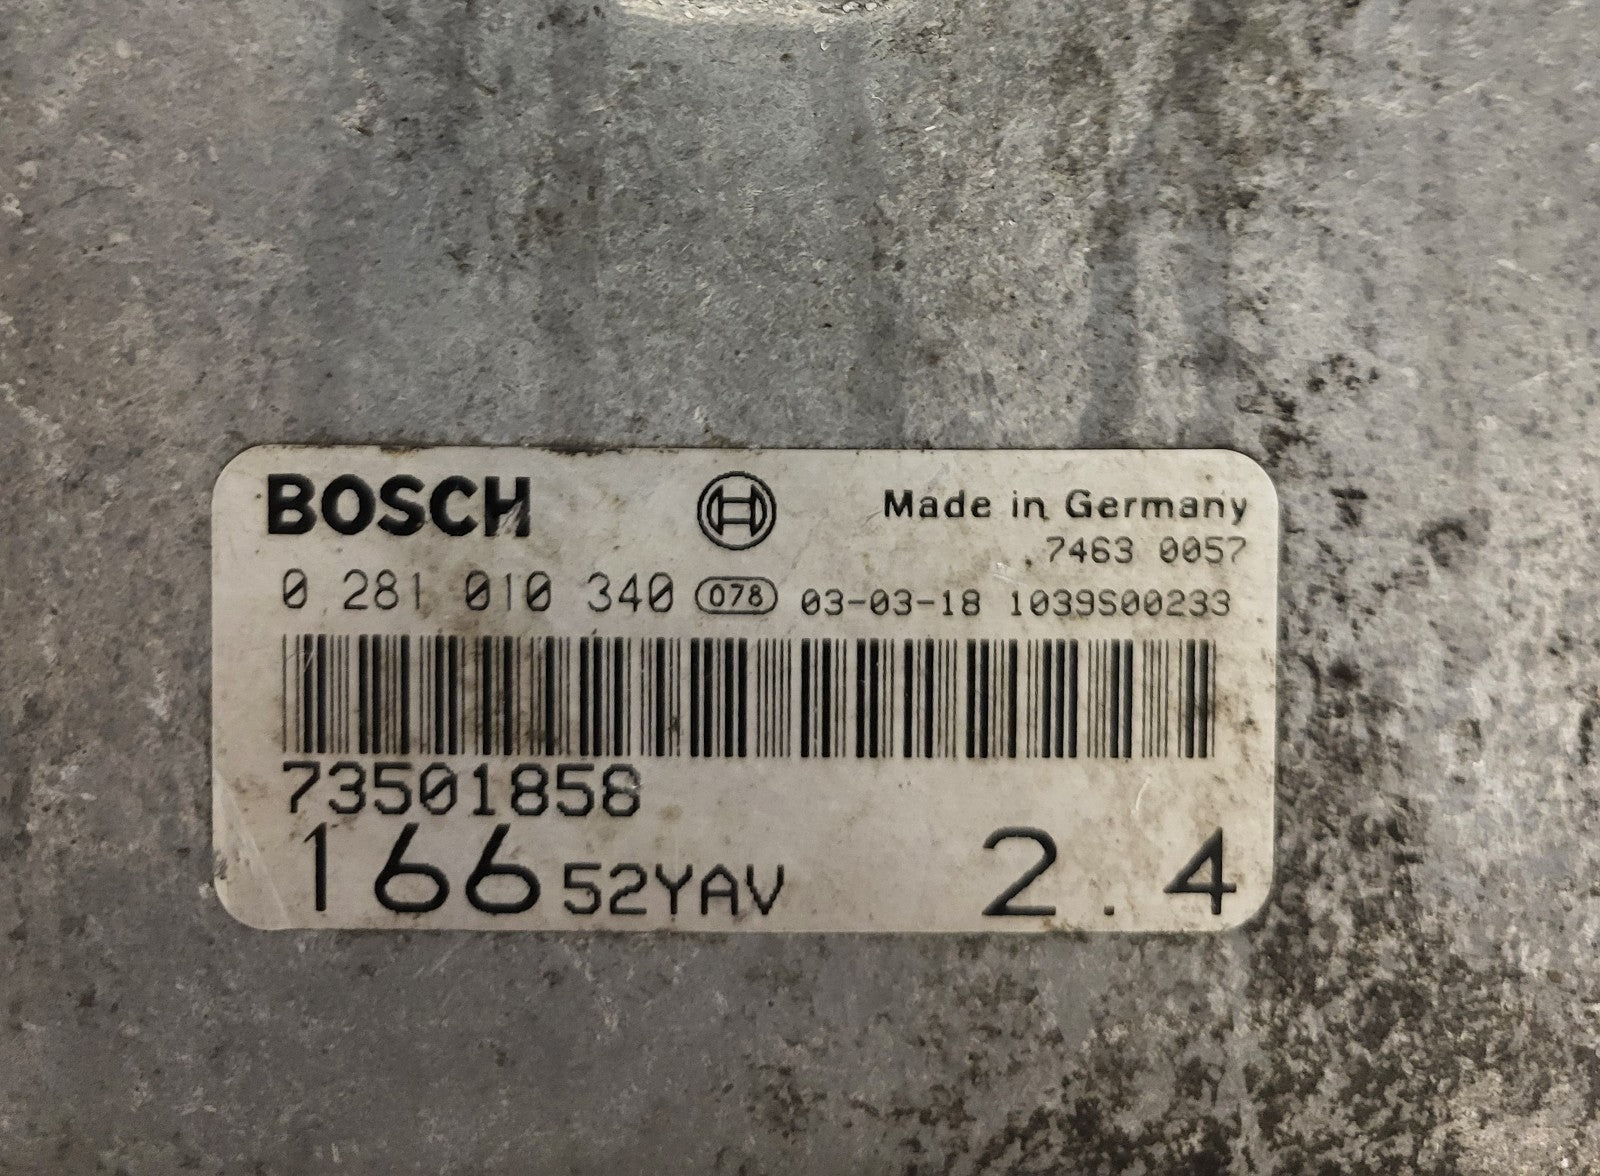 BOSCH Made in Germany
7463 0057
0 281 010 340 078 03-03-18 1039S00233
73501858
166 52YAV 2.4